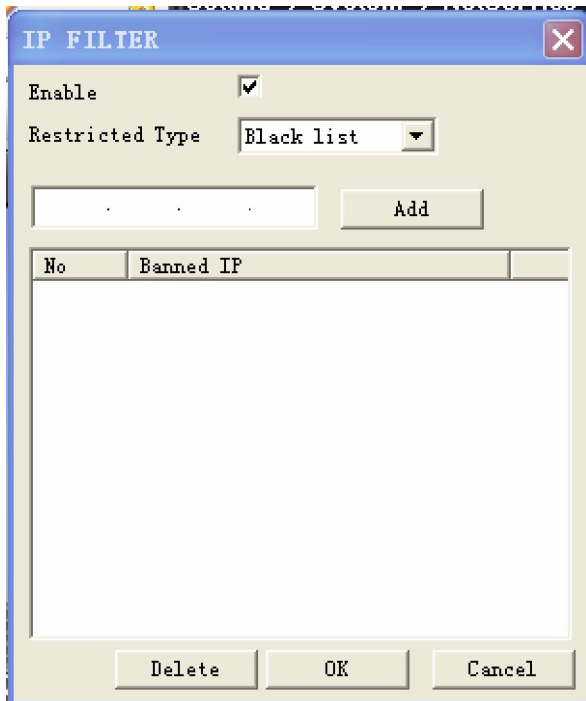 IP FILTER
Enable
Restricted Type Black list
. . . Add
No Banned IP
Delete OK Cancel